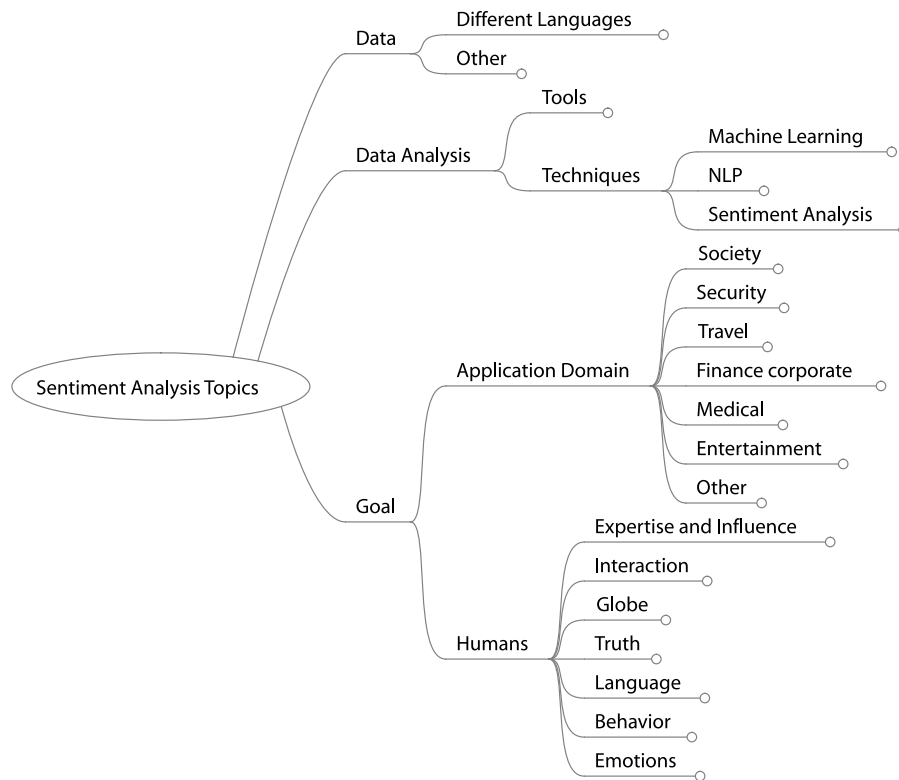 Different Languages
Data
Other
Tools
Machine Learning
Data Analysis
Techniques
NLP
Sentiment Analysis
Society
Security
Travel
Application Domain
Finance corporate
Sentiment Analysis Topics
Medical
Entertainment
Other
Goal
Expertise and Influence
Interaction
Globe
Humans
Truth
Language
Behavior
Emotions